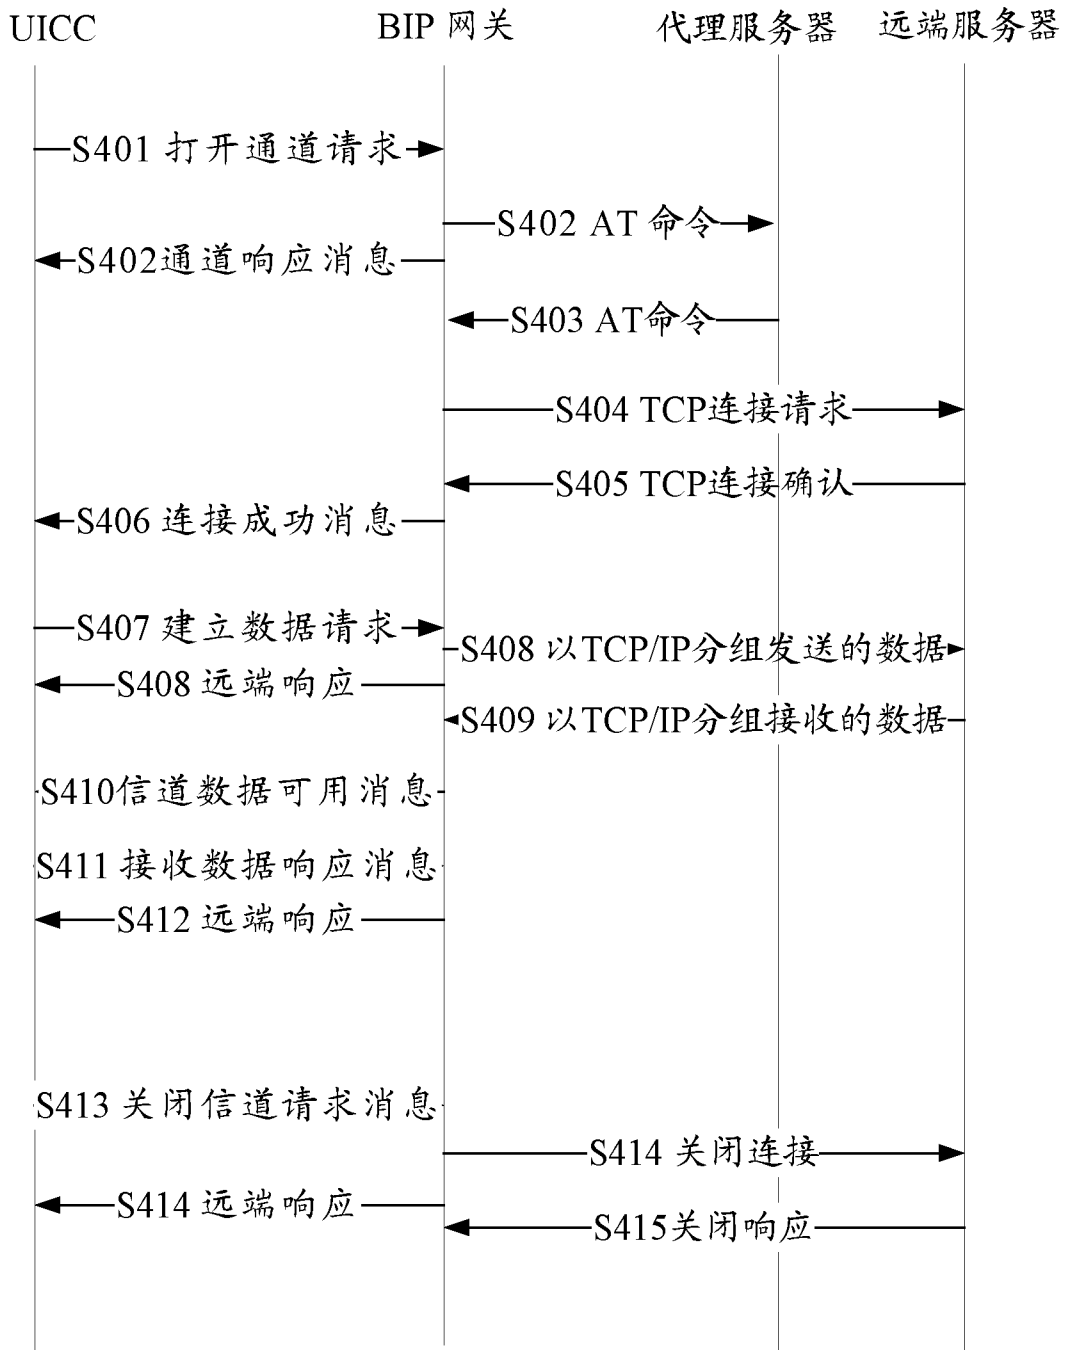 UICC
BIP 网关
代理服务器
远端服务器
S401 打开通道请求
S402 AT 命令
S402通道响应消息
S403 AT命令
S404 TCP连接请求
S405 TCP连接确认
S406 连接成功消息
S407 建立数据请求
S408 以TCP/IP分组发送的数据
S408 远端响应
S409 以TCP/IP分组接收的数据
S410信道数据可用消息
S411 接收数据响应消息
S412 远端响应
S413 关闭信道请求消息
S414 关闭连接
S414 远端响应
S415关闭响应